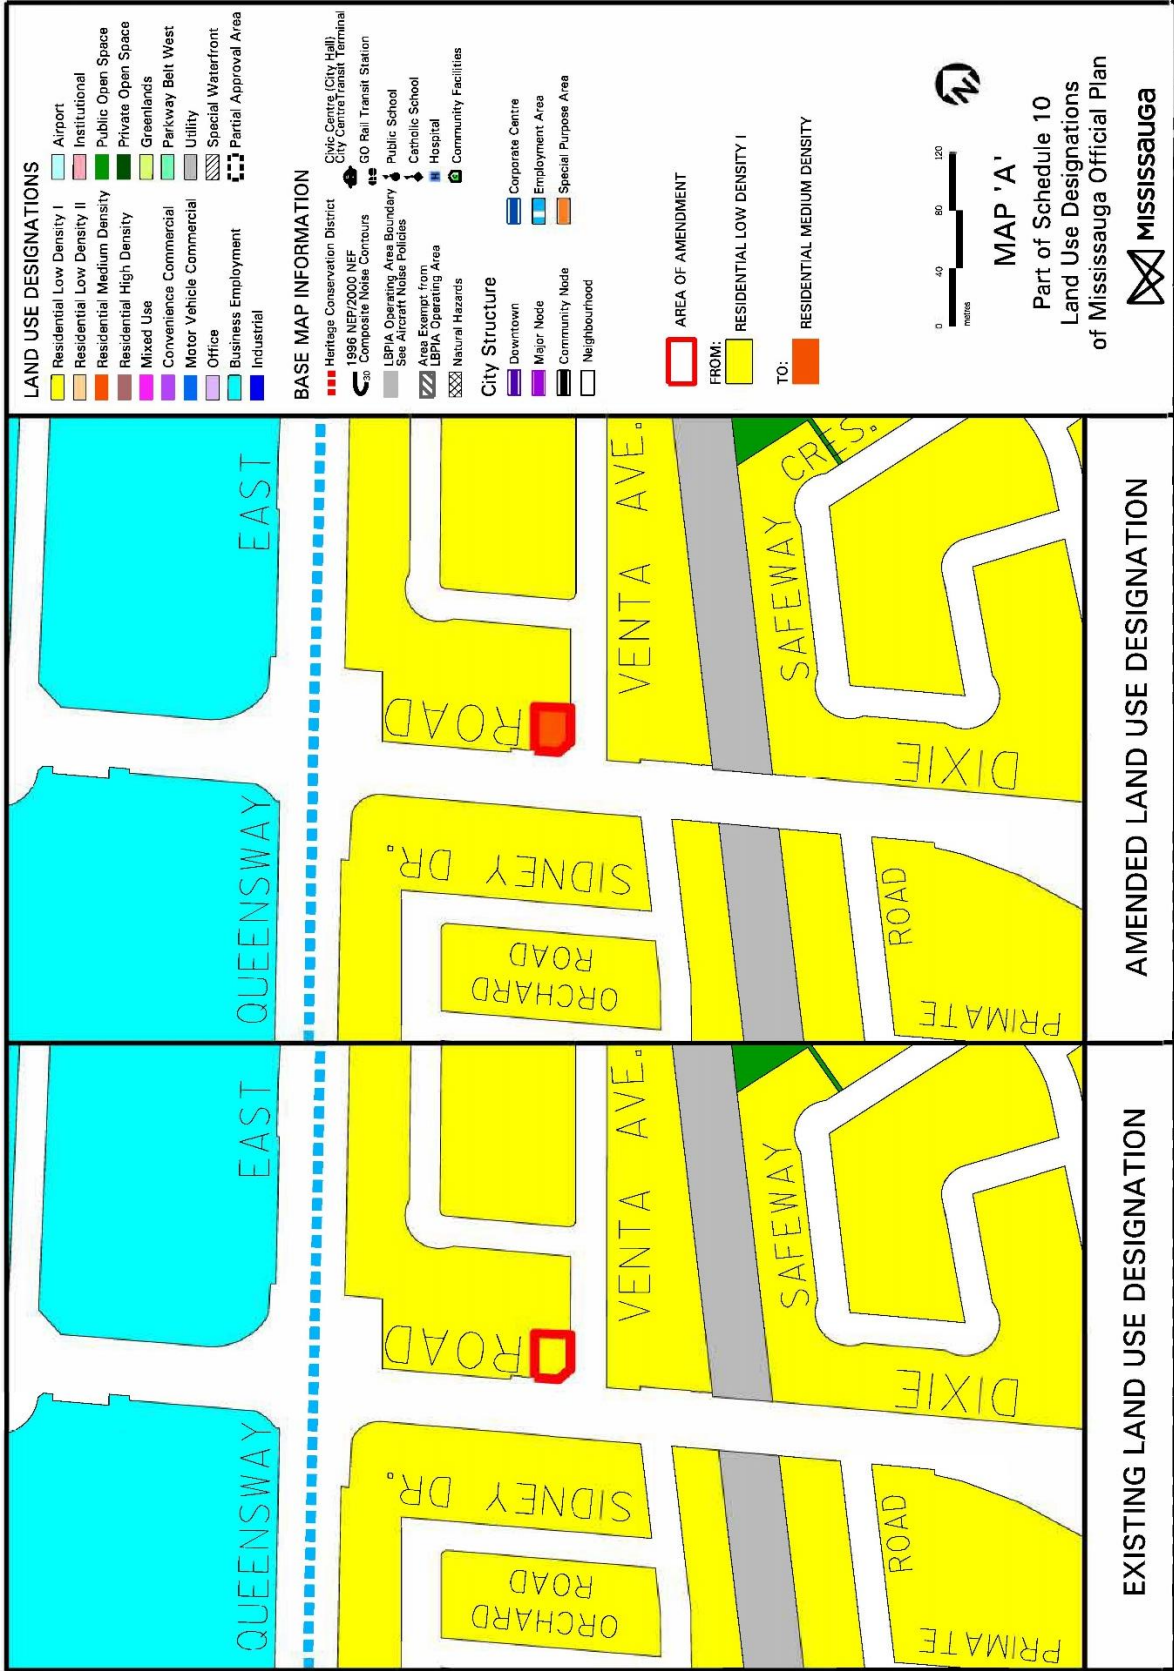 LAND USE DESIGNATIONS
Residential Low Density I
Residential Low Density II
Residential Medium Density
Residential High Density
Mixed Use
Convenience Commercial
Motor Vehicle Commercial
Office
Business Employment
Industrial
Airport
Institutional
Public Open Space
Private Open Space
Greenlands
Parkway Belt West
Utility
Special Waterfront
Partial Approval Area
BASE MAP INFORMATION
Heritage Conservation District
1996 NEP/2000 NEF
Composite Noise Contours
30
LBPIA Operating Area Boundary
See Aircraft Noise Policies
Area Exempt from
LBPIA Operating Area
Natural Hazards
Civic Centre (City Hall)
City Centre Transit Terminal
GO Rail Transit Station
Public School
Catholic School
H
Hospital
Community Facilities
City Structure
Downtown
Major Node
Community Node
Neighbourhood
Corporate Centre
Employment Area
Special Purpose Area
AREA OF AMENDMENT
FROM:
RESIDENTIAL LOW DENSITY I
TO:
RESIDENTIAL MEDIUM DENSITY
0 40 80 120
metres
N
MAP 'A'
Part of Schedule 10
Land Use Designations
of Mississauga Official Plan
MISSISSAUGA
QUEENSWAY EAST
SIDNEY DR.
ORCHARD
ROAD
DIXIE ROAD
VENTA AVE.
SAFEWAY CRES.
PRIMATE ROAD
AMENDED LAND USE DESIGNATION
QUEENSWAY EAST
SIDNEY DR.
ORCHARD
ROAD
DIXIE ROAD
VENTA AVE.
SAFEWAY
PRIMATE ROAD
EXISTING LAND USE DESIGNATION